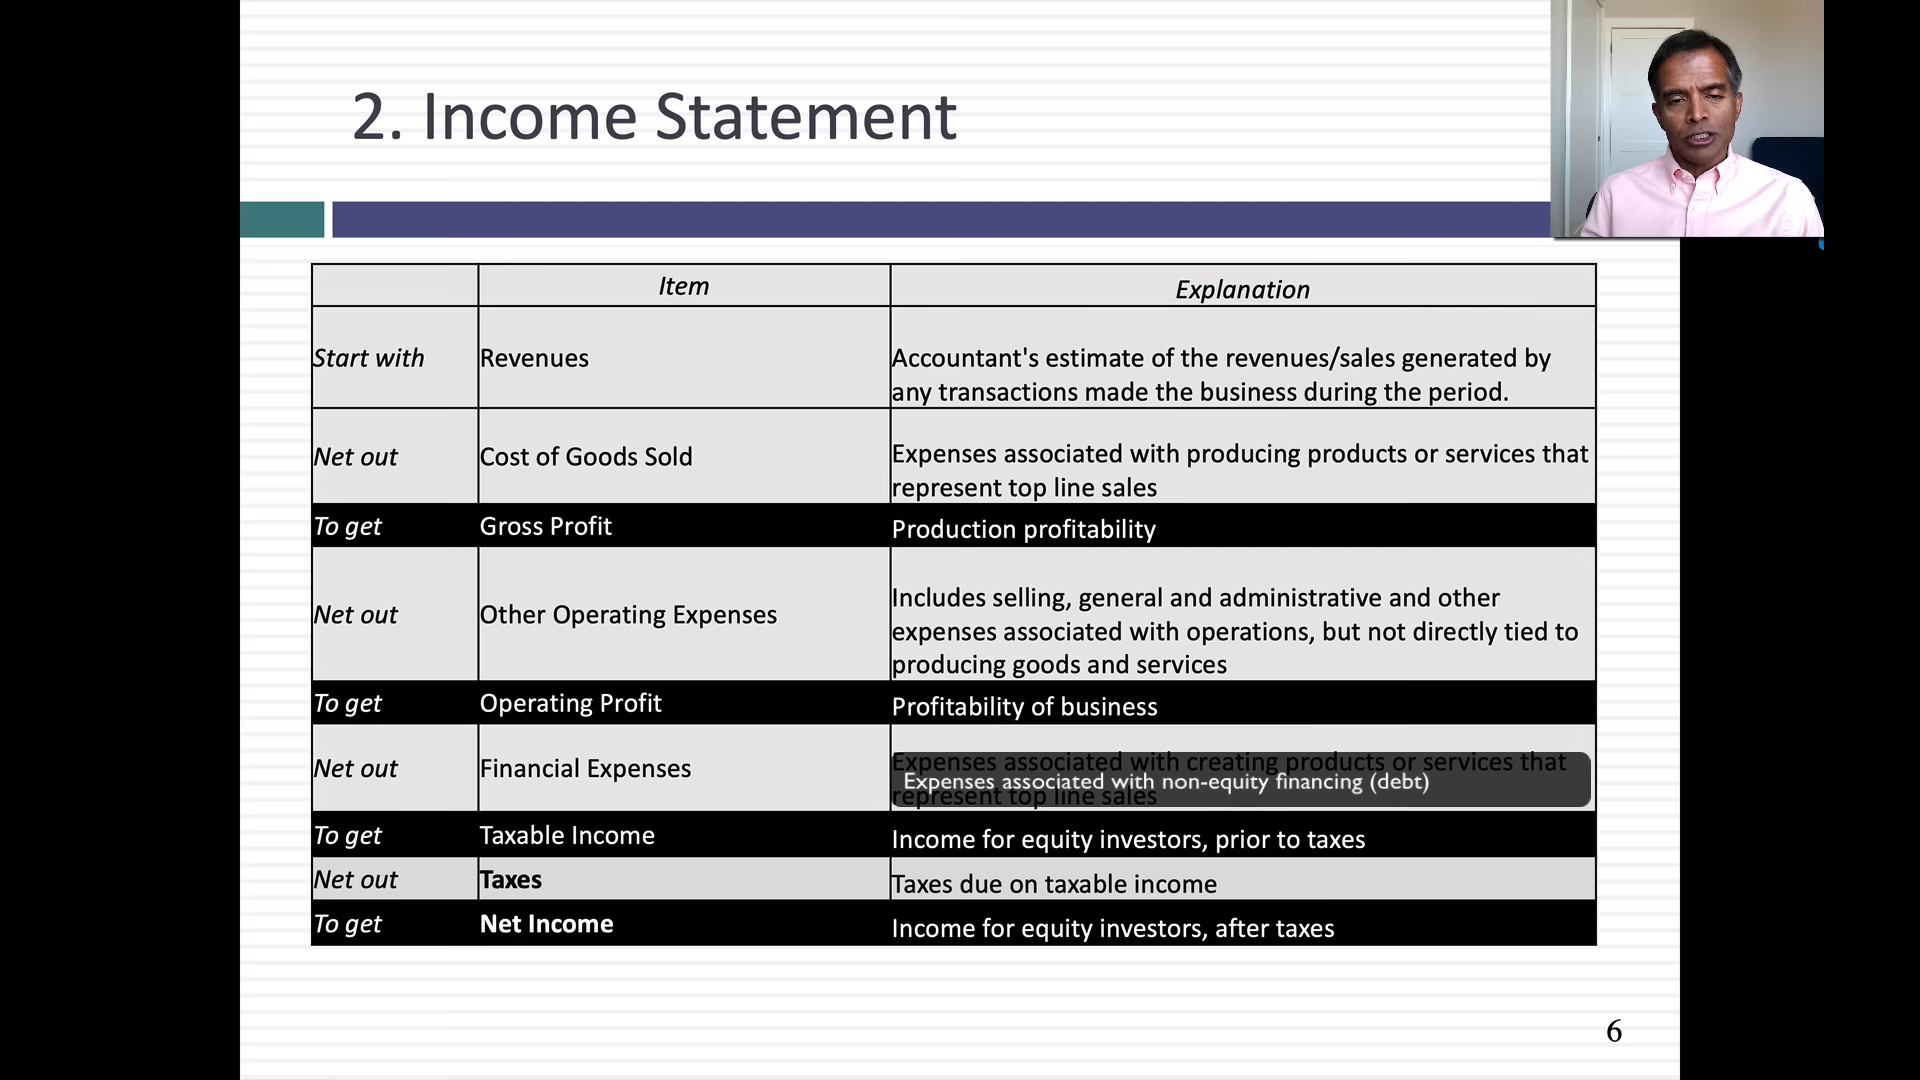 2. Income Statement
Item
Explanation
Start with
Revenues
Accountant's estimate of the revenues/sales generated by
any transactions made the business during the period.
Net out
Cost of Goods Sold
Expenses associated with producing products or services that
represent top line sales
To get
Gross Profit
Production profitability
Net out
Other Operating Expenses
Includes selling, general and administrative and other
expenses associated with operations, but not directly tied to
producing goods and services
To get
Operating Profit
Profitability of business
Net out
Financial Expenses
Expenses associated with creating products or services that
Expenses associated with non-equity financing (debt)
represent top line sales
To get
Taxable Income
Income for equity investors, prior to taxes
Net out
Taxes
Taxes due on taxable income
To get
Net Income
Income for equity investors, after taxes
6